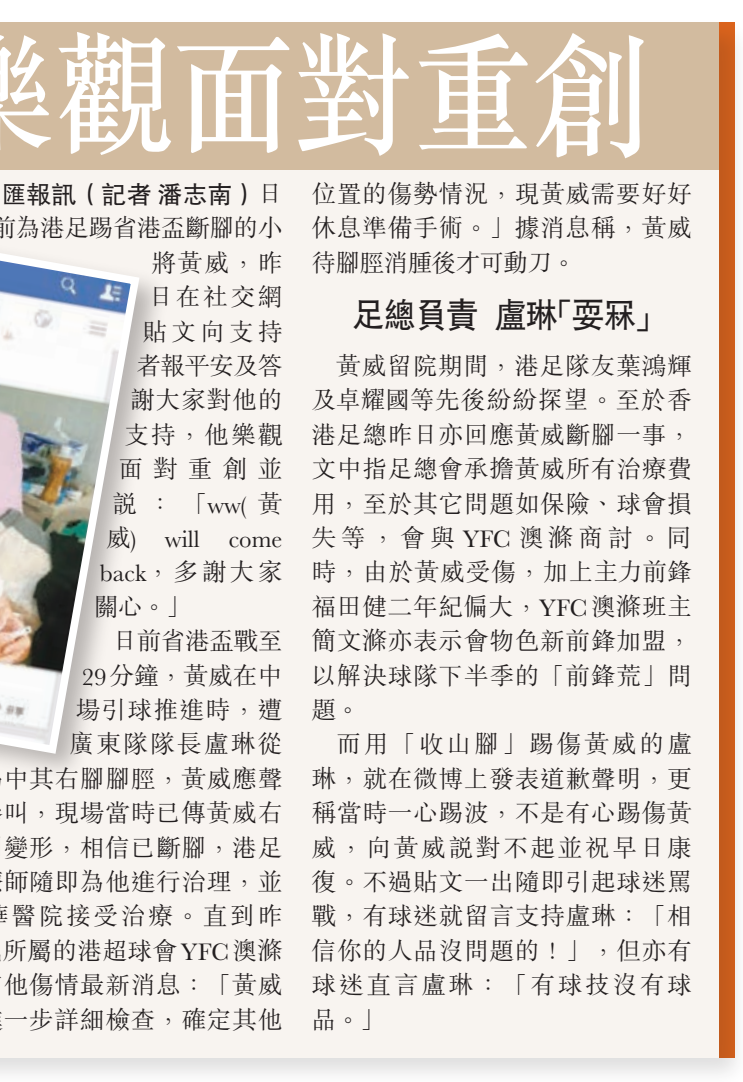 樂觀面對重創
匯報訊（記者 潘志南）日
前為港足踢省港盃斷腳的小
將黃威，昨
日在社交網
貼文向支持
者報平安及答
謝大家對他的
支持，他樂觀
面對重創並
説：「ww(黃
威) will come
back，多謝大家
關心。」
日前省港盃戰至
29分鐘，黃威在中
場引球推進時，遭
廣東隊隊長盧琳從
中其右腳腳脛，黃威應聲
叫，現場當時已傳黃威右
變形，相信已斷腳，港足
師隨即為他進行治理，並
醫院接受治療。直到昨
所屬的港超球會YFC澳滌
他傷情最新消息：「黃威
一步詳細檢查，確定其他
位置的傷勢情況，現黃威需要好好
休息準備手術。」據消息稱，黃威
待腳脛消腫後才可動刀。
足總負責 盧琳「耍冧」
黃威留院期間，港足隊友葉鴻輝
及卓耀國等先後紛紛探望。至於香
港足總昨日亦回應黃威斷腳一事，
文中指足總會承擔黃威所有治療費
用，至於其它問題如保險、球會損
失等，會與YFC澳滌商討。同
時，由於黃威受傷，加上主力前鋒
福田健二年紀偏大，YFC澳滌班主
簡文滌亦表示會物色新前鋒加盟，
以解決球隊下半季的「前鋒荒」問
題。
而用「收山腳」踢傷黃威的盧
琳，就在微博上發表道歉聲明，更
稱當時一心踢波，不是有心踢傷黃
威，向黃威説對不起並祝早日康
復。不過貼文一出隨即引起球迷罵
戰，有球迷就留言支持盧琳：「相
信你的人品沒問題的！」，但亦有
球迷直言盧琳：「有球技沒有球
品。」